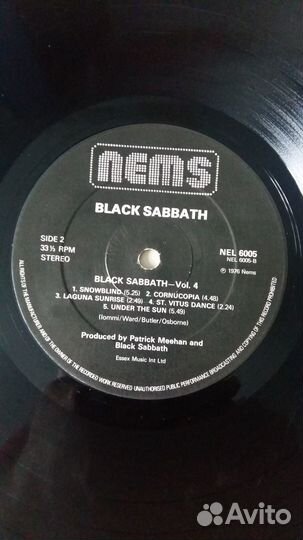 nems
BLACK SABBATH
SIDE 2
33⅓ RPM
STEREO
NEL 6005
NEL 6005-B
℗ 1976 Nems
BLACK SABBATH—Vol. 4
1. SNOWBLIND (5.25) 2. CORNUCOPIA (4.48)
3. LAGUNA SUNRISE (2:49) 4. ST. VITUS DANCE (2.24)
5. UNDER THE SUN (5.49)
(Iommi/Ward/Butler/Osborne)
Produced by Patrick Meehan and
Black Sabbath
Essex Music Int Ltd
ALL RIGHTS OF THE MANUFACTURER AND OF THE OWNER OF THE RECORDED WORK RESERVED UNAUTHORISED PUBLIC PERFORMANCE BROADCASTING AND COPYING OF THIS RECORD PROHIBITED
Avito